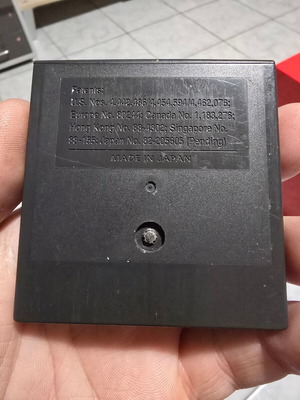 Patents:
U.S. Nos. 4,442,486/4,454,594/4,462,076;
Europe No. 80244; Canada No. 1,183,276;
Hong Kong No. 88-4302; Singapore No.
88-155; Japan No. 82-205605 (Pending)
MADE IN JAPAN